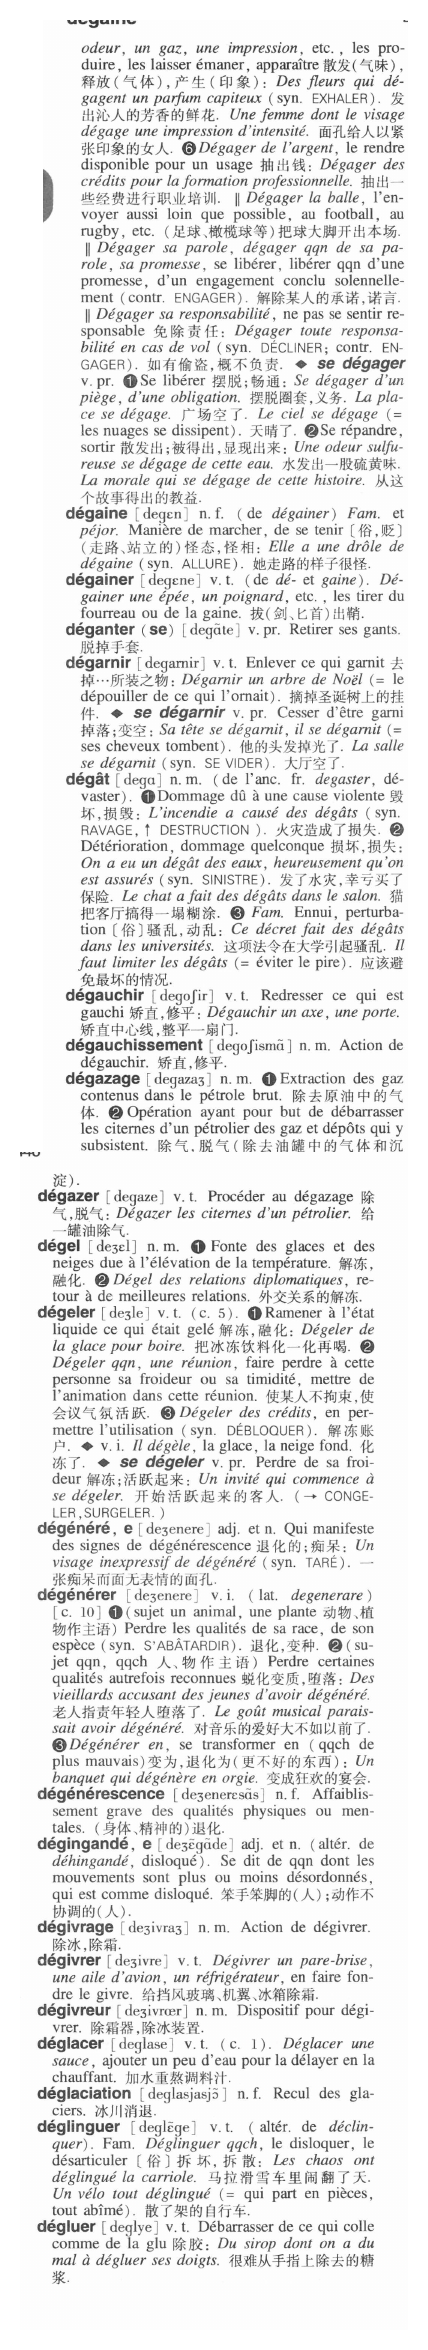 dégaine
odeur, un gaz, une impression, etc., les pro-
duire, les laisser émaner, apparaître 散发(气味),
释放(气体),产生(印象): Des fleurs qui dé-
gagent un parfum capiteux (syn. EXHALER). 发
出沁人的芳香的鲜花. Une femme dont le visage
dégage une impression d'intensité. 面孔给人以紧
张印象的女人. ❻ Dégager de l'argent, le rendre
disponible pour un usage 抽出钱: Dégager des
crédits pour la formation professionnelle. 抽出一
些经费进行职业培训. ‖ Dégager la balle, l'en-
voyer aussi loin que possible, au football, au
rugby, etc. (足球、橄榄球等)把球大脚开出本场.
‖ Dégager sa parole, dégager qqn de sa pa-
role, sa promesse, se libérer, libérer qqn d'une
promesse, d'un engagement conclu solennelle-
ment (contr. ENGAGER). 解除某人的承诺,诺言.
‖ Dégager sa responsabilité, ne pas se sentir re-
sponsable 免除责任: Dégager toute responsa-
bilité en cas de vol (syn. DÉCLINER; contr. EN-
GAGER). 如有偷盗,概不负责. ◆ se dégager
v. pr. ❶ Se libérer 摆脱;畅通: Se dégager d'un
piège, d'une obligation. 摆脱圈套,义务. La pla-
ce se dégage. 广场空了. Le ciel se dégage (=
les nuages se dissipent). 天晴了. ❷ Se répandre,
sortir 散发出;被得出,显现出来: Une odeur sulfu-
reuse se dégage de cette eau. 水发出一股硫黄味.
La morale qui se dégage de cette histoire. 从这
个故事得出的教益.
dégaine [degɛn] n. f. (de dégainer) Fam. et
péjor. Manière de marcher, de se tenir [俗,贬]
(走路、站立的)怪态,怪相: Elle a une drôle de
dégaine (syn. ALLURE). 她走路的样子很怪.
dégainer [degɛne] v. t. (de dé- et gaine). Dé-
gainer une épée, un poignard, etc., les tirer du
fourreau ou de la gaine. 拔(剑、匕首)出鞘.
déganter (se) [degɑ̃te] v. pr. Retirer ses gants.
脱掉手套.
dégarnir [degarnir] v. t. Enlever ce qui garnit 去
掉…所装之物: Dégarnir un arbre de Noël (= le
dépouiller de ce qui l'ornait). 摘掉圣诞树上的挂
件. ◆ se dégarnir v. pr. Cesser d'être garni
掉落;变空: Sa tête se dégarnit, il se dégarnit (=
ses cheveux tombent). 他的头发掉光了. La salle
se dégarnit (syn. SE VIDER). 大厅空了.
dégât [degɑ] n. m. (de l'anc. fr. degaster, dé-
vaster). ❶ Dommage dû à une cause violente 毁
坏,损毁: L'incendie a causé des dégâts (syn.
RAVAGE, ↑ DESTRUCTION ). 火灾造成了损失. ❷
Détérioration, dommage quelconque 损坏,损失:
On a eu un dégât des eaux, heureusement qu'on
est assurés (syn. SINISTRE). 发了水灾,幸亏买了
保险. Le chat a fait des dégâts dans le salon. 猫
把客厅搞得一塌糊涂. ❸ Fam. Ennui, perturba-
tion [俗]骚乱,动乱: Ce décret fait des dégâts
dans les universités. 这项法令在大学引起骚乱. Il
faut limiter les dégâts (= éviter le pire). 应该避
免最坏的情况.
dégauchir [degoʃir] v. t. Redresser ce qui est
gauchi 矫直,修平: Dégauchir un axe, une porte.
矫直中心线,整平一扇门.
dégauchissement [degoʃismɑ̃] n. m. Action de
dégauchir. 矫直,修平.
dégazage [degazaʒ] n. m. ❶ Extraction des gaz
contenus dans le pétrole brut. 除去原油中的气
体. ❷ Opération ayant pour but de débarrasser
les citernes d'un pétrolier des gaz et dépôts qui y
subsistent. 除气,脱气(除去油罐中的气体和沉
淀).
dégazer [degaze] v. t. Procéder au dégazage 除
气,脱气: Dégazer les citernes d'un pétrolier. 给
一罐油除气.
dégel [deʒɛl] n. m. ❶ Fonte des glaces et des
neiges due à l'élévation de la température. 解冻,
融化. ❷ Dégel des relations diplomatiques, re-
tour à de meilleures relations. 外交关系的解冻.
dégeler [deʒle] v. t. (c. 5). ❶ Ramener à l'état
liquide ce qui était gelé 解冻,融化: Dégeler de
la glace pour boire. 把冰冻饮料化一化再喝. ❷
Dégeler qqn, une réunion, faire perdre à cette
personne sa froideur ou sa timidité, mettre de
l'animation dans cette réunion. 使某人不拘束,使
会议气氛活跃. ❸ Dégeler des crédits, en per-
mettre l'utilisation (syn. DÉBLOQUER). 解冻账
户. ◆ v. i. Il dégèle, la glace, la neige fond. 化
冻了. ◆ se dégeler v. pr. Perdre de sa froi-
deur 解冻;活跃起来: Un invité qui commence à
se dégeler. 开始活跃起来的客人. (→ CONGE-
LER, SURGELER.)
dégénéré, e [deʒenere] adj. et n. Qui manifeste
des signes de dégénérescence 退化的;痴呆: Un
visage inexpressif de dégénéré (syn. TARÉ). 一
张痴呆而面无表情的面孔.
dégénérer [deʒenere] v. i. (lat. degenerare)
[c. 10] ❶ (sujet un animal, une plante 动物、植
物作主语) Perdre les qualités de sa race, de son
espèce (syn. S'ABÂTARDIR). 退化,变种. ❷ (su-
jet qqn, qqch 人、物作主语) Perdre certaines
qualités autrefois reconnues 蜕化变质,堕落: Des
vieillards accusant des jeunes d'avoir dégénéré.
老人指责年轻人堕落了. Le goût musical parais-
sait avoir dégénéré. 对音乐的爱好大不如以前了.
❸ Dégénérer en, se transformer en (qqch de
plus mauvais)变为,退化为(更不好的东西): Un
banquet qui dégénère en orgie. 变成狂欢的宴会.
dégénérescence [deʒeneresɑ̃s] n. f. Affaiblis-
sement grave des qualités physiques ou men-
tales. (身体、精神的)退化.
dégingandé, e [deʒɛ̃gɑ̃de] adj. et n. (altér. de
déhingandé, disloqué). Se dit de qqn dont les
mouvements sont plus ou moins désordonnés,
qui est comme disloqué. 笨手笨脚的(人);动作不
协调的(人).
dégivrage [deʒivraʒ] n. m. Action de dégivrer.
除冰,除霜.
dégivrer [deʒivre] v. t. Dégivrer un pare-brise,
une aile d'avion, un réfrigérateur, en faire fon-
dre le givre. 给挡风玻璃、机翼、冰箱除霜.
dégivreur [deʒivrœr] n. m. Dispositif pour dégi-
vrer. 除霜器,除冰装置.
déglacer [deglase] v. t. (c. 1). Déglacer une
sauce, ajouter un peu d'eau pour la délayer en la
chauffant. 加水重熬调料汁.
déglaciation [deglasjasjɔ̃] n. f. Recul des gla-
ciers. 冰川消退.
déglinguer [deglɛ̃ge] v. t. (altér. de déclin-
quer). Fam. Déglinguer qqch, le disloquer, le
désarticuler [俗]拆坏,拆散: Les chaos ont
déglingué la carriole. 马拉滑雪车里闹翻了天.
Un vélo tout déglingué (= qui part en pièces,
tout abîmé). 散了架的自行车.
dégluer [deglye] v. t. Débarrasser de ce qui colle
comme de la glu 除胶: Du sirop dont on a du
mal à dégluer ses doigts. 很难从手指上除去的糖
浆.